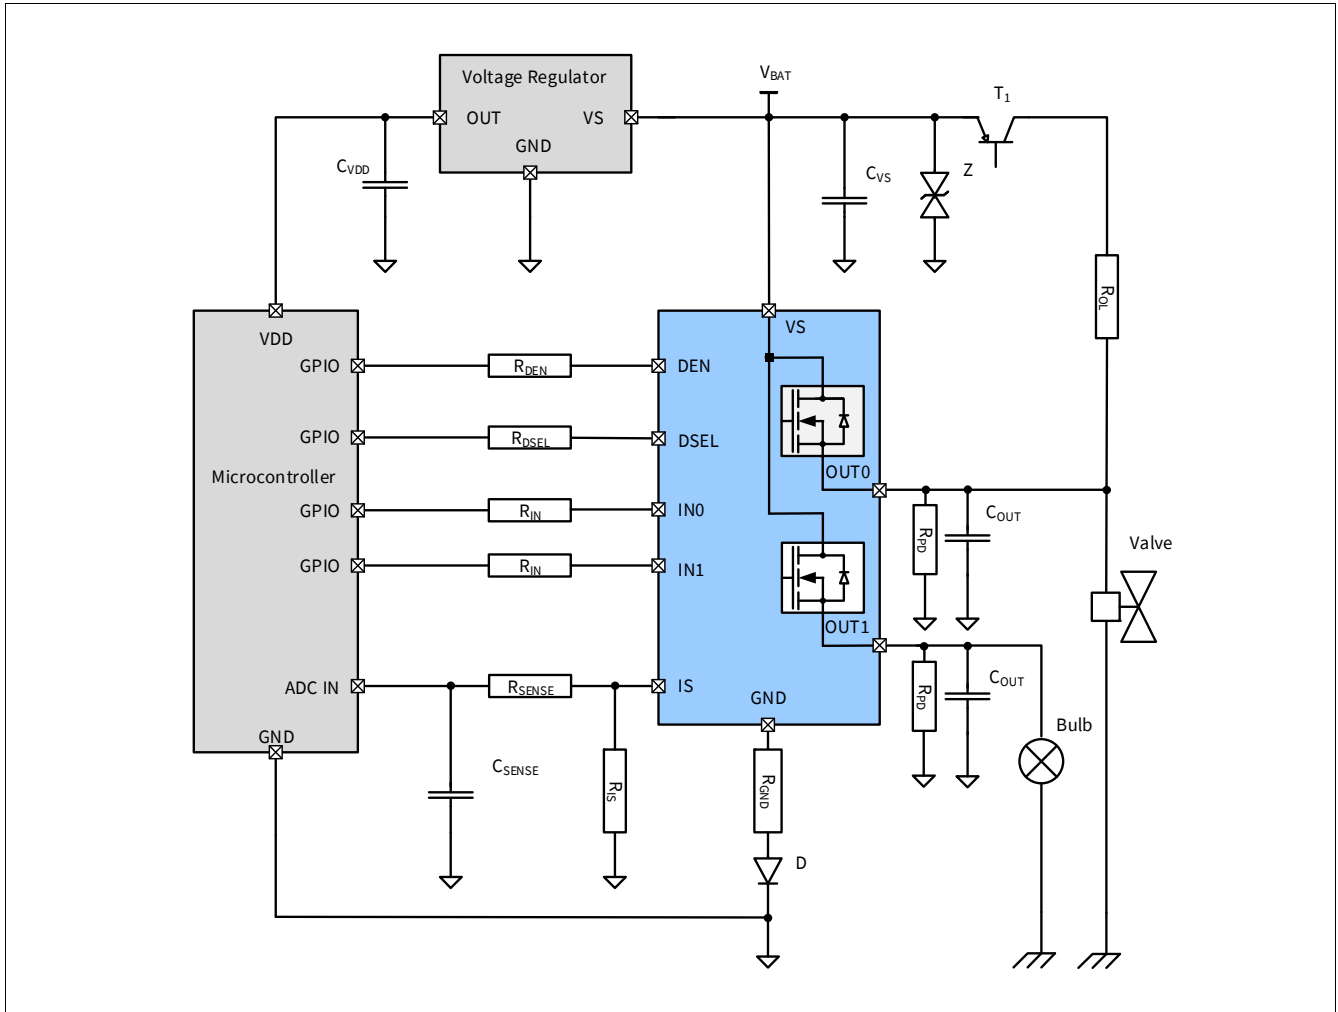 Voltage Regulator
OUT
VS
GND
VBAT
T1
CVDD
CVS
Z
ROL
VDD
VS
GPIO
RDEN
DEN
GPIO
RDSEL
DSEL
Microcontroller
OUT0
GPIO
RIN
IN0
RPD
COUT
Valve
GPIO
RIN
IN1
OUT1
ADC IN
RSENSE
IS
GND
RPD
COUT
GND
Bulb
CSENSE
RIS
RGND
D